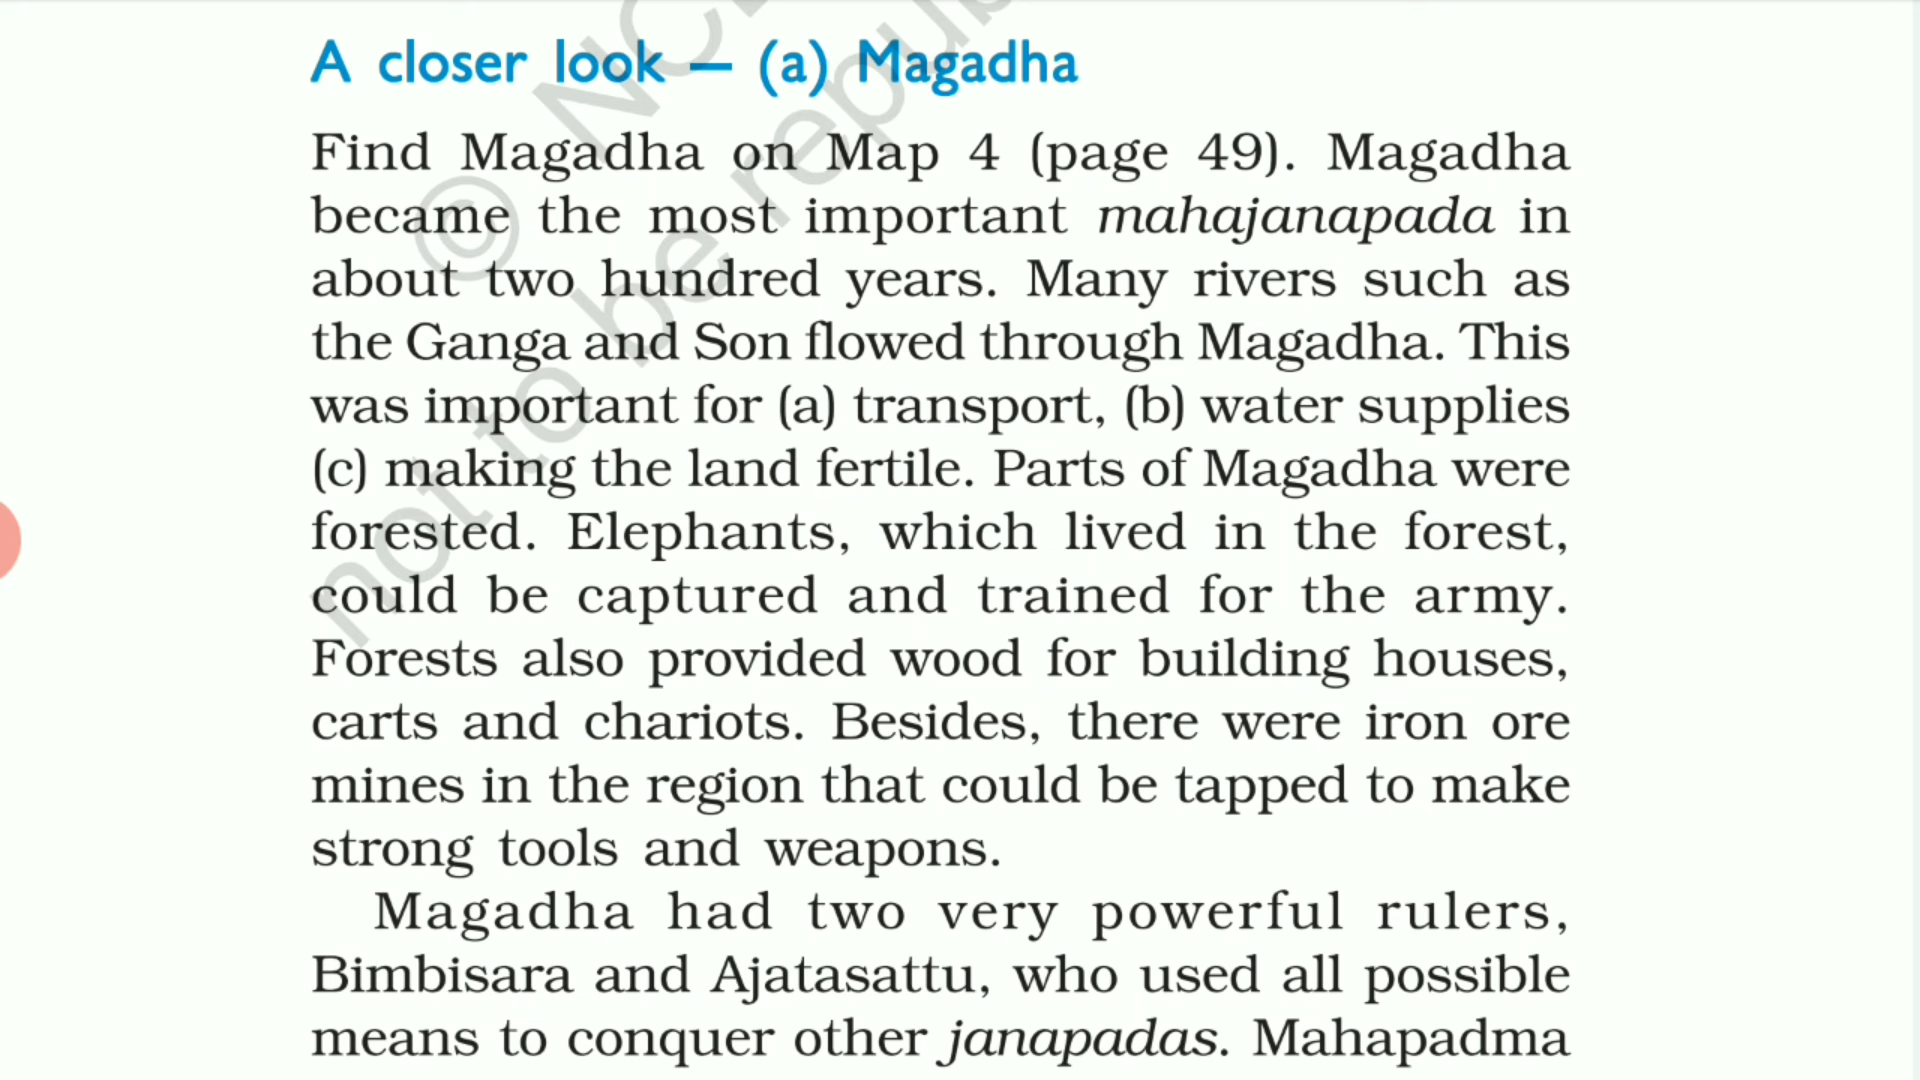 A closer look — (a) Magadha
Find Magadha on Map 4 (page 49). Magadha
became the most important mahajanapada in
about two hundred years. Many rivers such as
the Ganga and Son flowed through Magadha. This
was important for (a) transport, (b) water supplies
(c) making the land fertile. Parts of Magadha were
forested. Elephants, which lived in the forest,
could be captured and trained for the army.
Forests also provided wood for building houses,
carts and chariots. Besides, there were iron ore
mines in the region that could be tapped to make
strong tools and weapons.
Magadha had two very powerful rulers,
Bimbisara and Ajatasattu, who used all possible
means to conquer other janapadas. Mahapadma
©
not to be